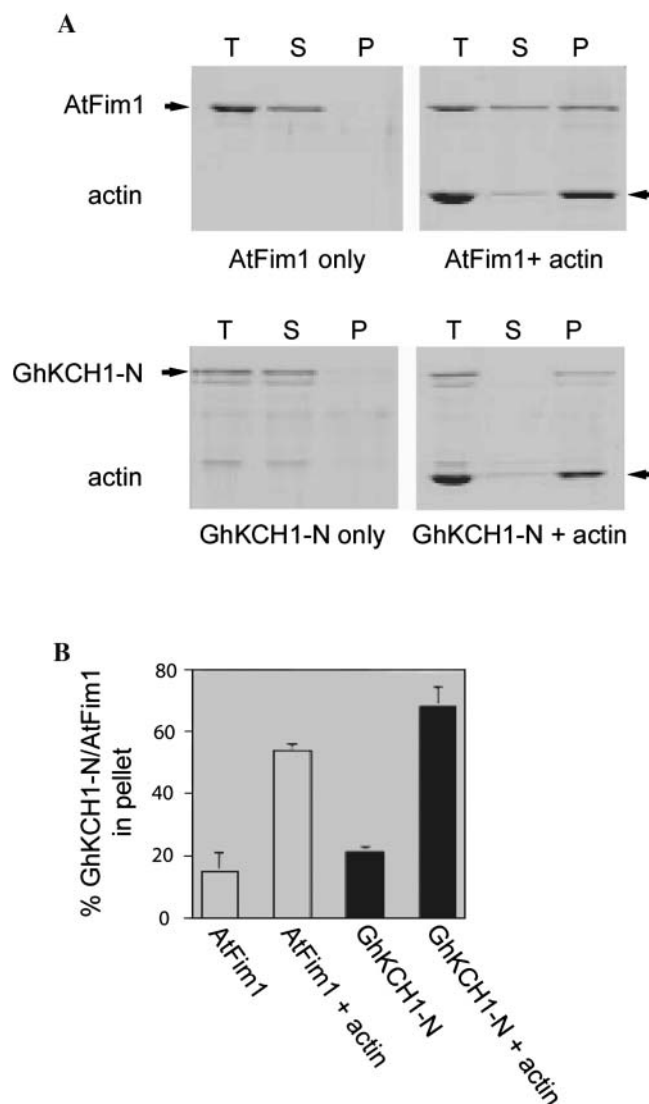 A
T S P T S P
AtFim1
actin
AtFim1 only AtFim1+ actin
T S P T S P
GhKCH1-N
actin
GhKCH1-N only GhKCH1-N + actin
B
% GhKCH1-N/AtFim1
in pellet
80
60
40
20
0
AtFim1
AtFim1 + actin
GhKCH1-N
GhKCH1-N + actin